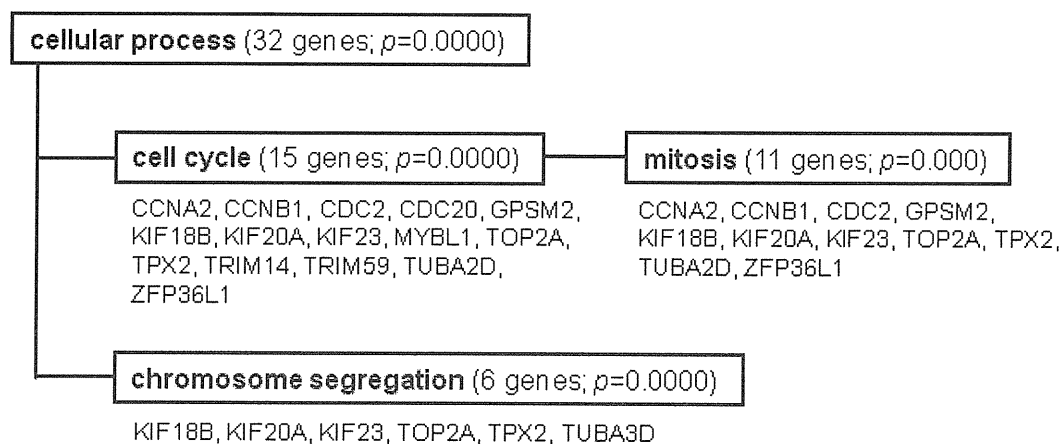 cellular process (32 genes; p=0.0000)
cell cycle (15 genes; p=0.0000)
CCNA2, CCNB1, CDC2, CDC20, GPSM2,
KIF18B, KIF20A, KIF23, MYBL1, TOP2A,
TPX2, TRIM14, TRIM59, TUBA2D,
ZFP36L1
mitosis (11 genes; p=0.000)
CCNA2, CCNB1, CDC2, GPSM2,
KIF18B, KIF20A, KIF23, TOP2A, TPX2,
TUBA2D, ZFP36L1
chromosome segregation (6 genes; p=0.0000)
KIF18B, KIF20A, KIF23, TOP2A, TPX2, TUBA3D